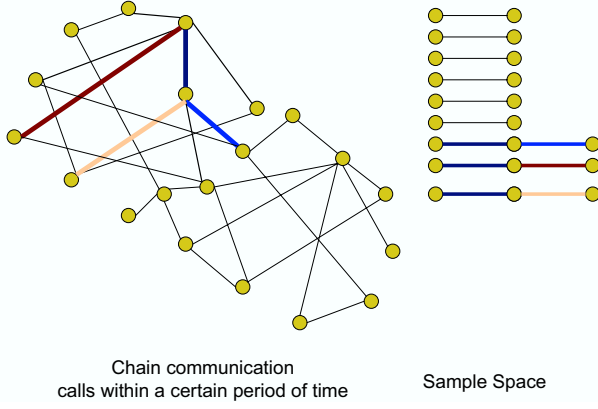 Chain communication
calls within a certain period of time
Sample Space